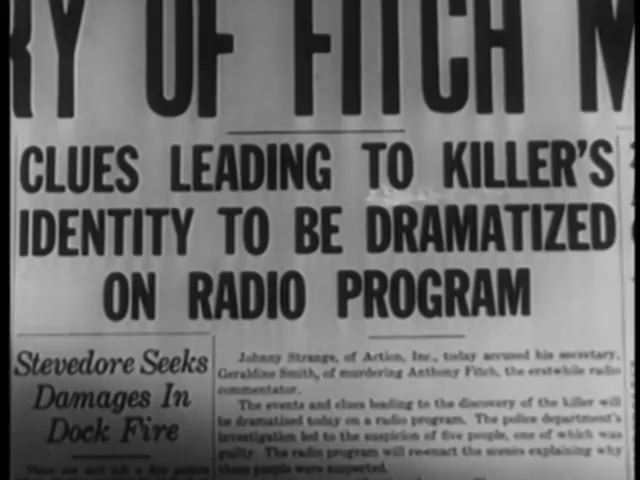 RY OF FITCH M
CLUES LEADING TO KILLER'S
IDENTITY TO BE DRAMATIZED
ON RADIO PROGRAM
Stevedore Seeks
Damages In
Dock Fire
Johnny Strange, of Action, Inc., today accused his secretary,
Geraldine Smith, of murdering Anthony Fitch, the erstwhile radio
commentator.
The events and clues leading to the discovery of the killer will
be dramatized today on a radio program. The police department's
investigation led to the suspicion of five people, one of which was
guilty. The radio program will re-enact the scenes explaining why
these people were suspected.